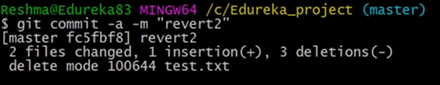 Reshma@Edureka83 MINGW64 /c/Edureka_project (master)
$ git commit -a -m "revert2"
[master fc5fbf8] revert2
 2 files changed, 1 insertion(+), 3 deletions(-)
 delete mode 100644 test.txt